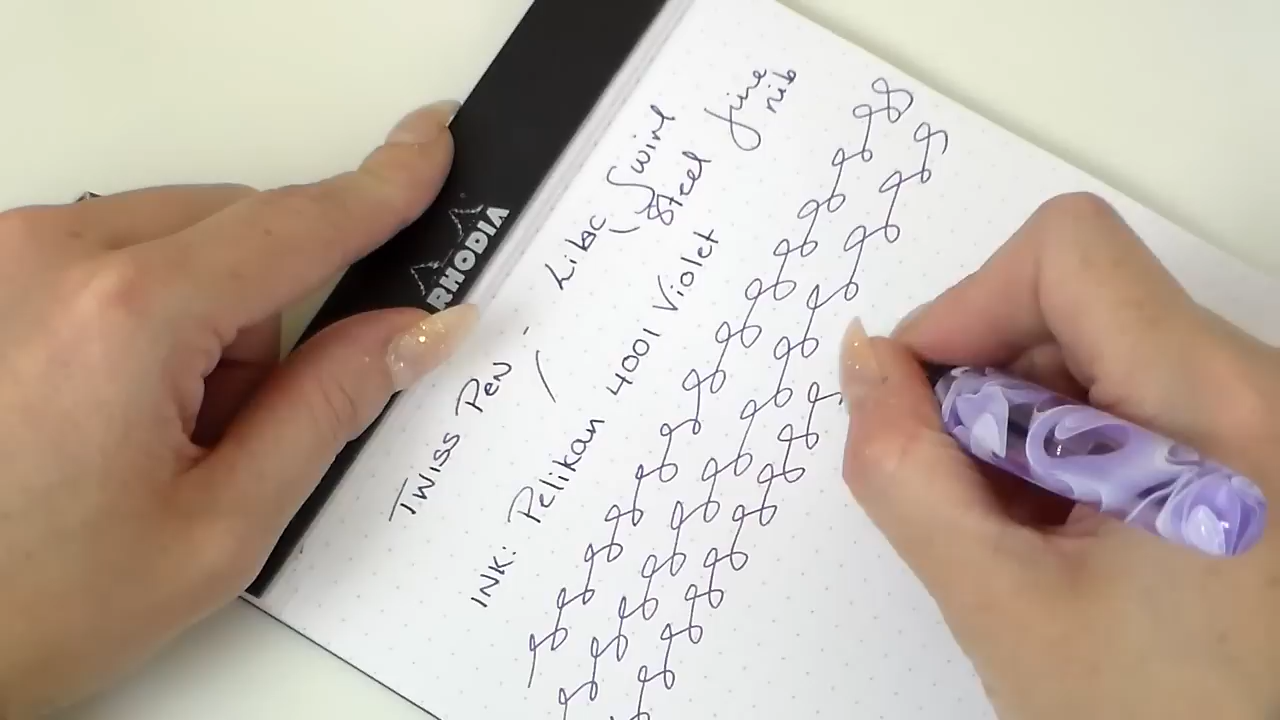 RHODIA
Twiss Pen - Lilac Swirl
(Steel fine
nib
INK: Pelikan 4001 Violet